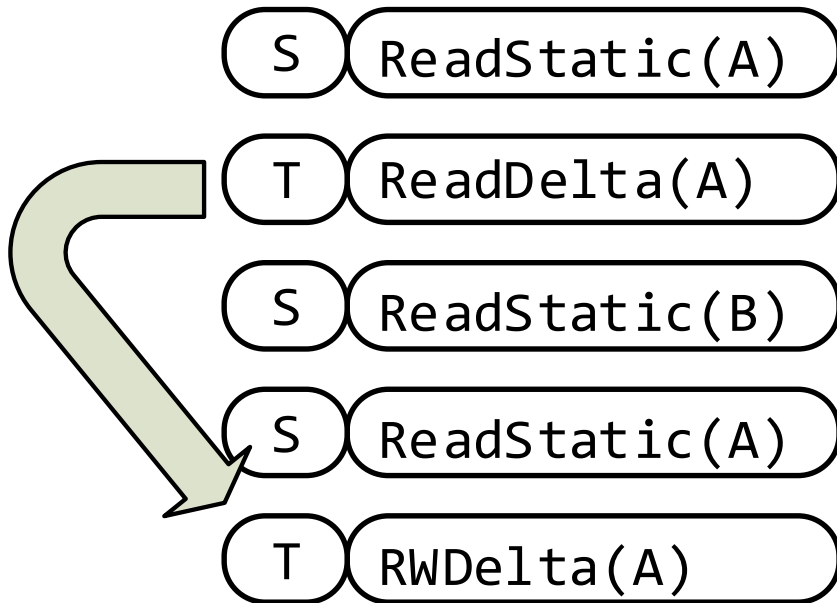 S ReadStatic(A)
T ReadDelta(A)
S ReadStatic(B)
S ReadStatic(A)
T RWDelta(A)